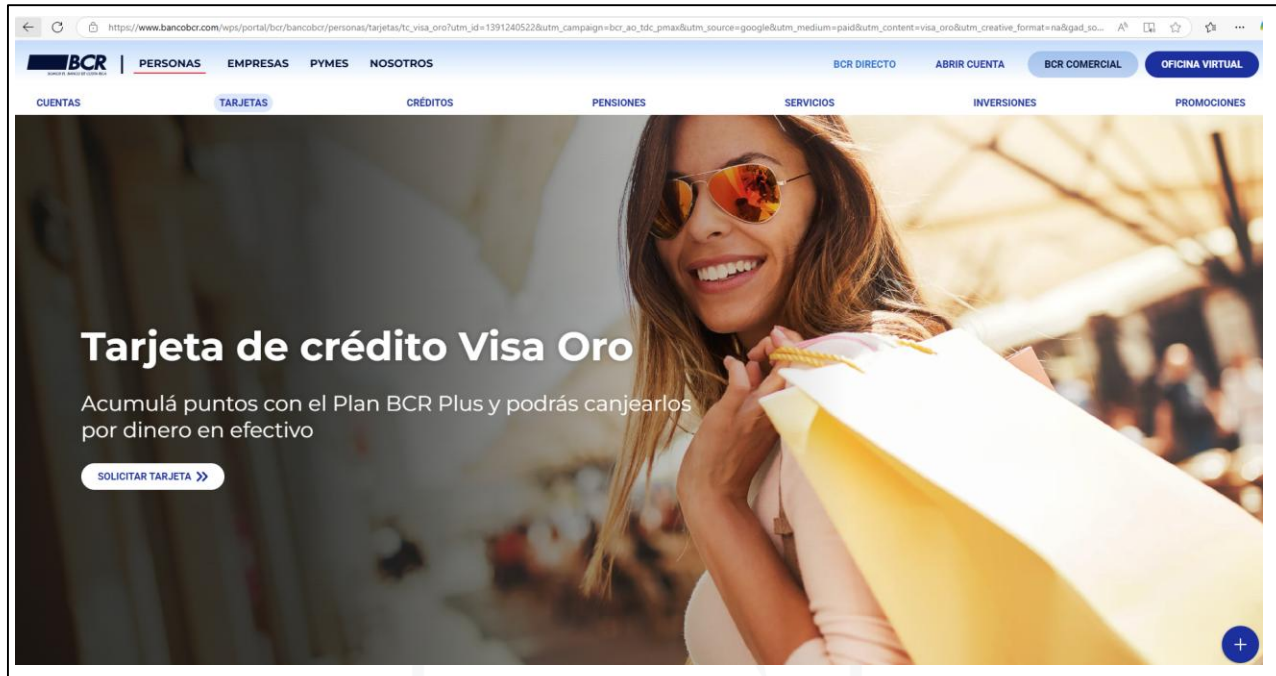 https://www.bancobcr.com/wps/portal/bcr/bancobcr/personas/tarjetas/tc_visa_oro?utm_id=1391240522&utm_campaign=bcr_ao_tdc_pmax&utm_source=google&utm_medium=paid&utm_content=visa_oro&utm_creative_format=na&gad_so...
BCR PERSONAS EMPRESAS PYMES NOSOTROS BCR DIRECTO ABRIR CUENTA BCR COMERCIAL OFICINA VIRTUAL
CUENTAS TARJETAS CRÉDITOS PENSIONES SERVICIOS INVERSIONES PROMOCIONES
Tarjeta de crédito Visa Oro
Acumulá puntos con el Plan BCR Plus y podrás canjearlos
por dinero en efectivo
SOLICITAR TARJETA